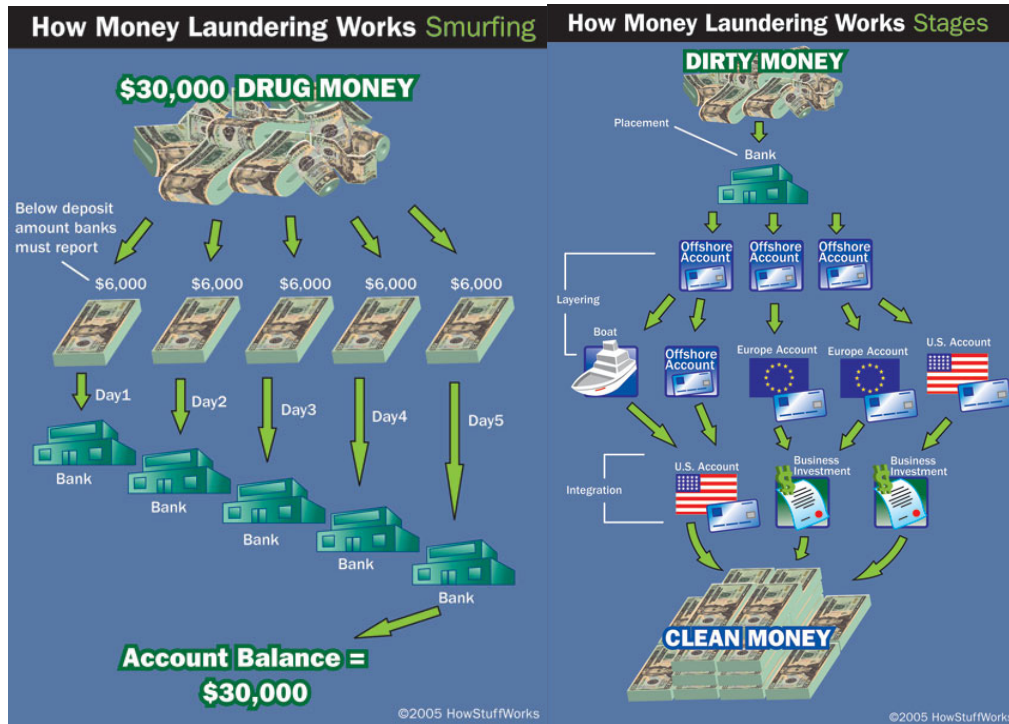 How Money Laundering Works Smurfing
$30,000 DRUG MONEY
Below deposit
amount banks
must report
$6,000
$6,000
$6,000
$6,000
$6,000
Day1
Day2
Day3
Day4
Day5
Bank
Bank
Bank
Bank
Bank
Account Balance =
$30,000
©2005 HowStuffWorks
How Money Laundering Works Stages
DIRTY MONEY
Placement
Bank
Offshore
Account
Offshore
Account
Offshore
Account
Layering
Boat
Offshore
Account
Europe Account
Europe Account
U.S. Account
Integration
U.S. Account
Business
Investment
Business
Investment
CLEAN MONEY
©2005 HowStuffWorks